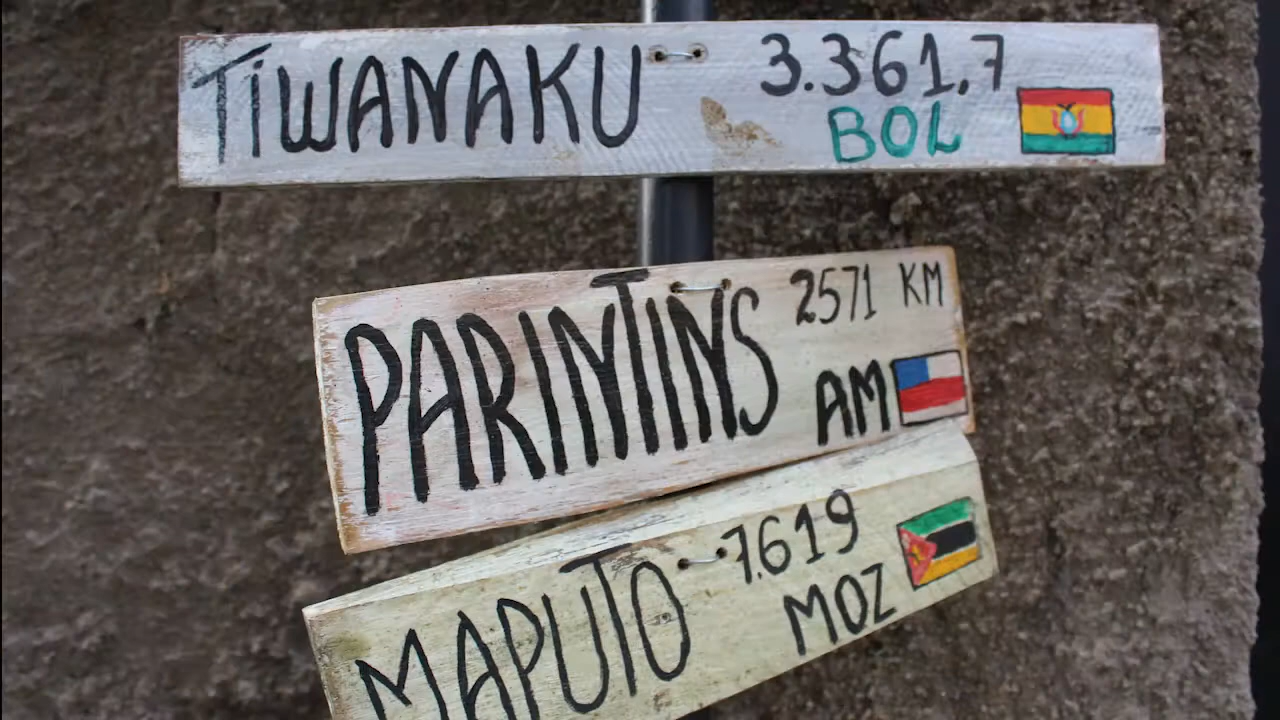 TiWANAKU 3.361,7
BOL
PARINTINS 2571 KM
AM
MAPUTO 7.619
MOZ